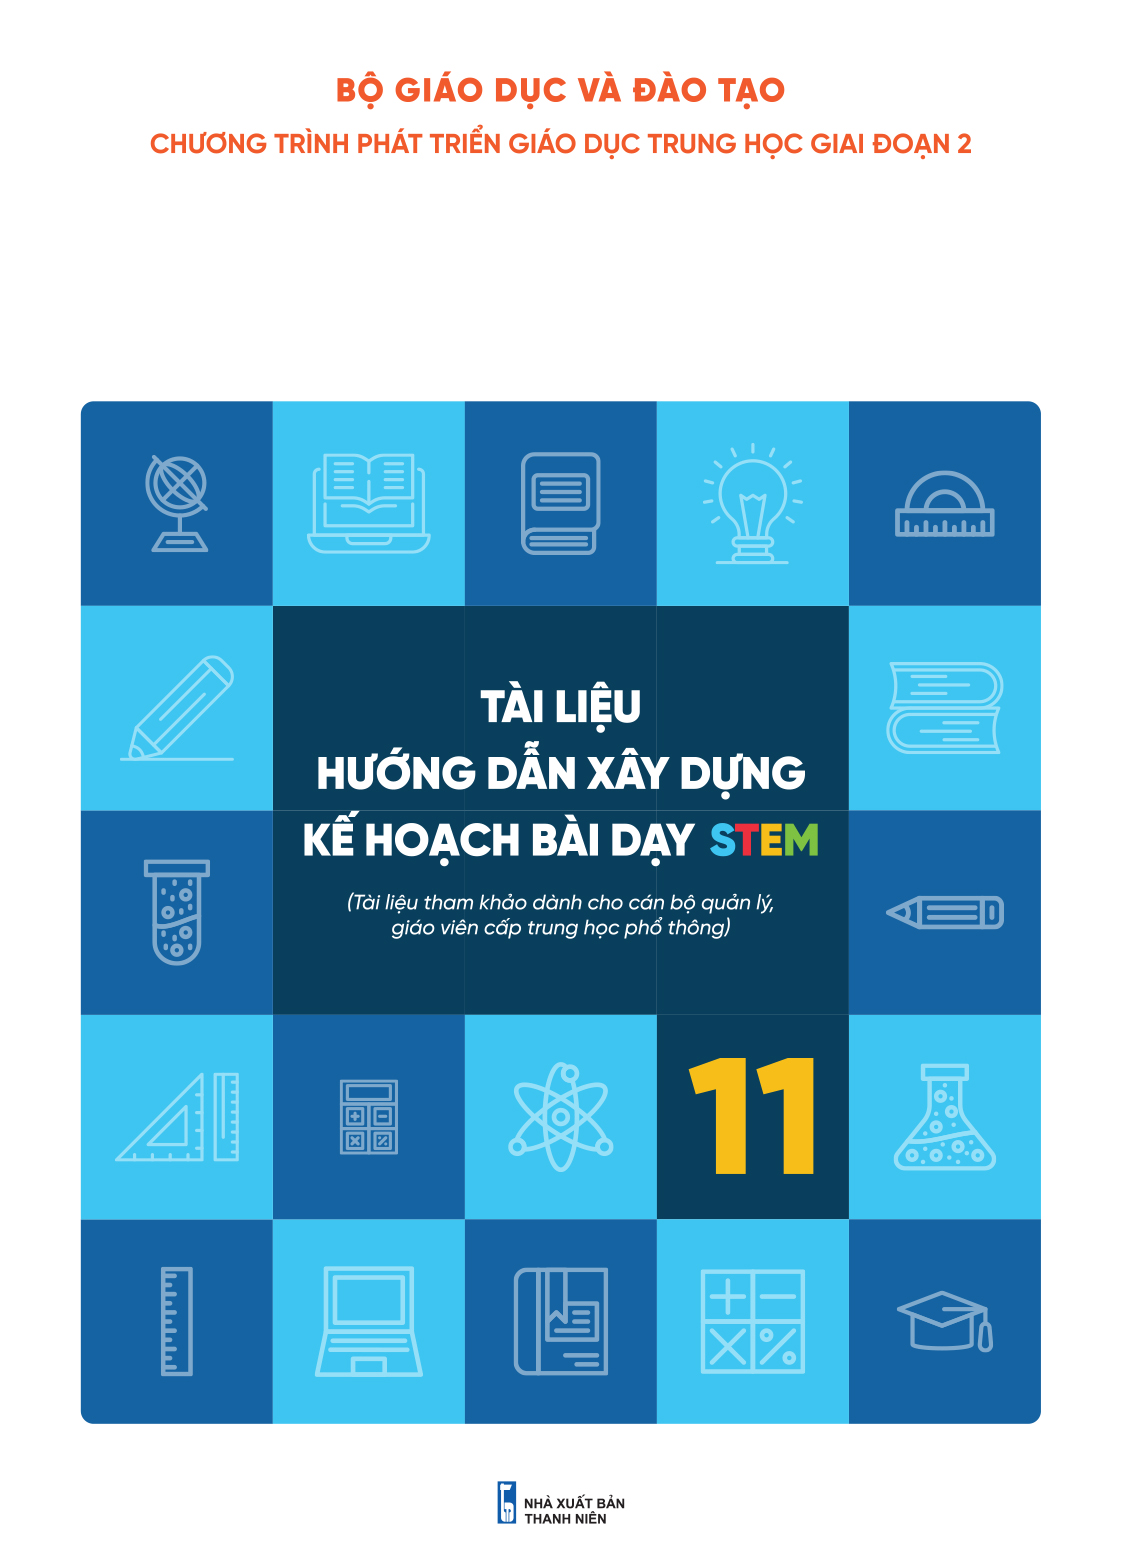 BỘ GIÁO DỤC VÀ ĐÀO TẠO
CHƯƠNG TRÌNH PHÁT TRIỂN GIÁO DỤC TRUNG HỌC GIAI ĐOẠN 2
TÀI LIỆU
HƯỚNG DẪN XÂY DỰNG
KẾ HOẠCH BÀI DẠY STEM
(Tài liệu tham khảo dành cho cán bộ quản lý,
giáo viên cấp trung học phổ thông)
11
NHÀ XUẤT BẢN
THANH NIÊN